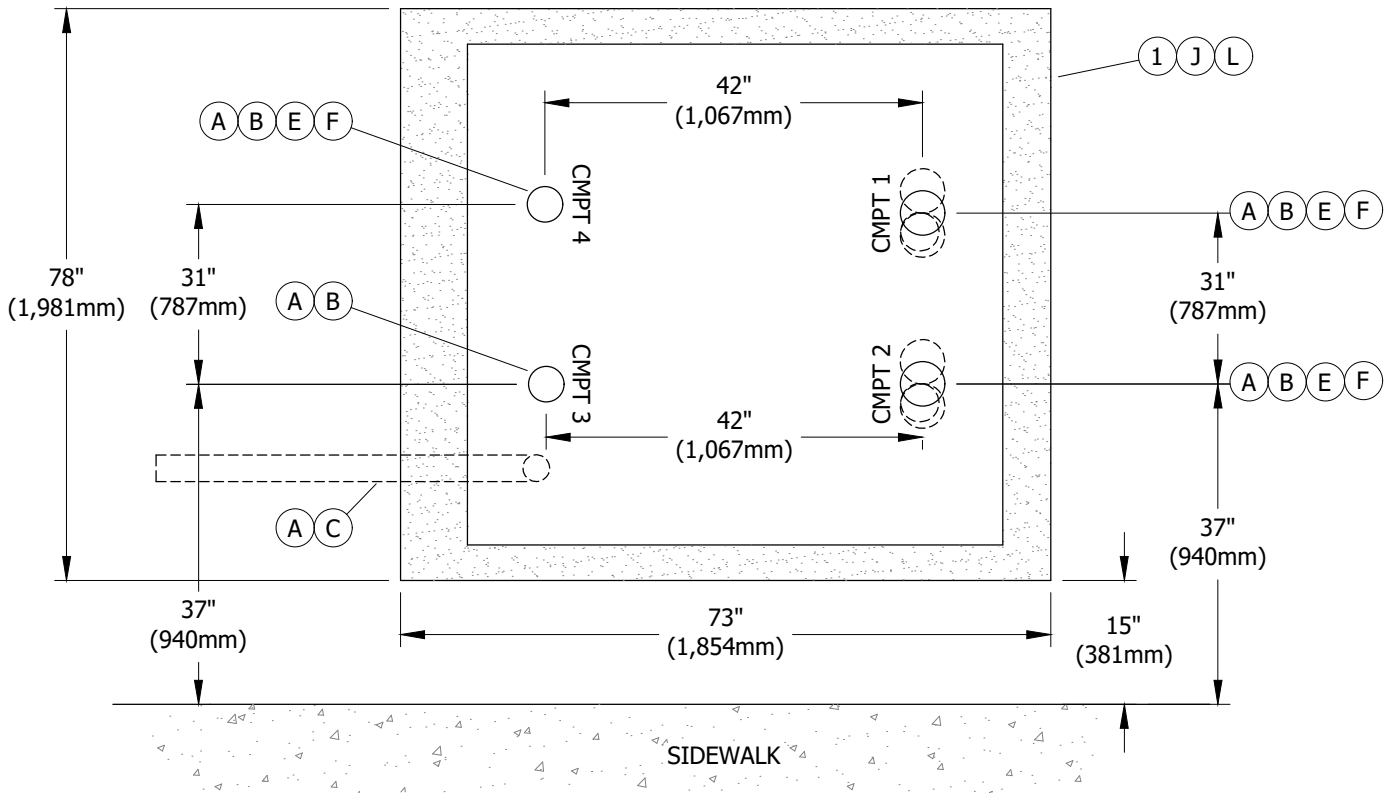 1 J L
42"
(1,067mm)
A B E F
CMPT 4
CMPT 1
A B E F
78"
(1,981mm)
31"
(787mm)
31"
(787mm)
A B
CMPT 3
CMPT 2
A B E F
42"
(1,067mm)
A C
37"
(940mm)
37"
(940mm)
73"
(1,854mm)
15"
(381mm)
SIDEWALK